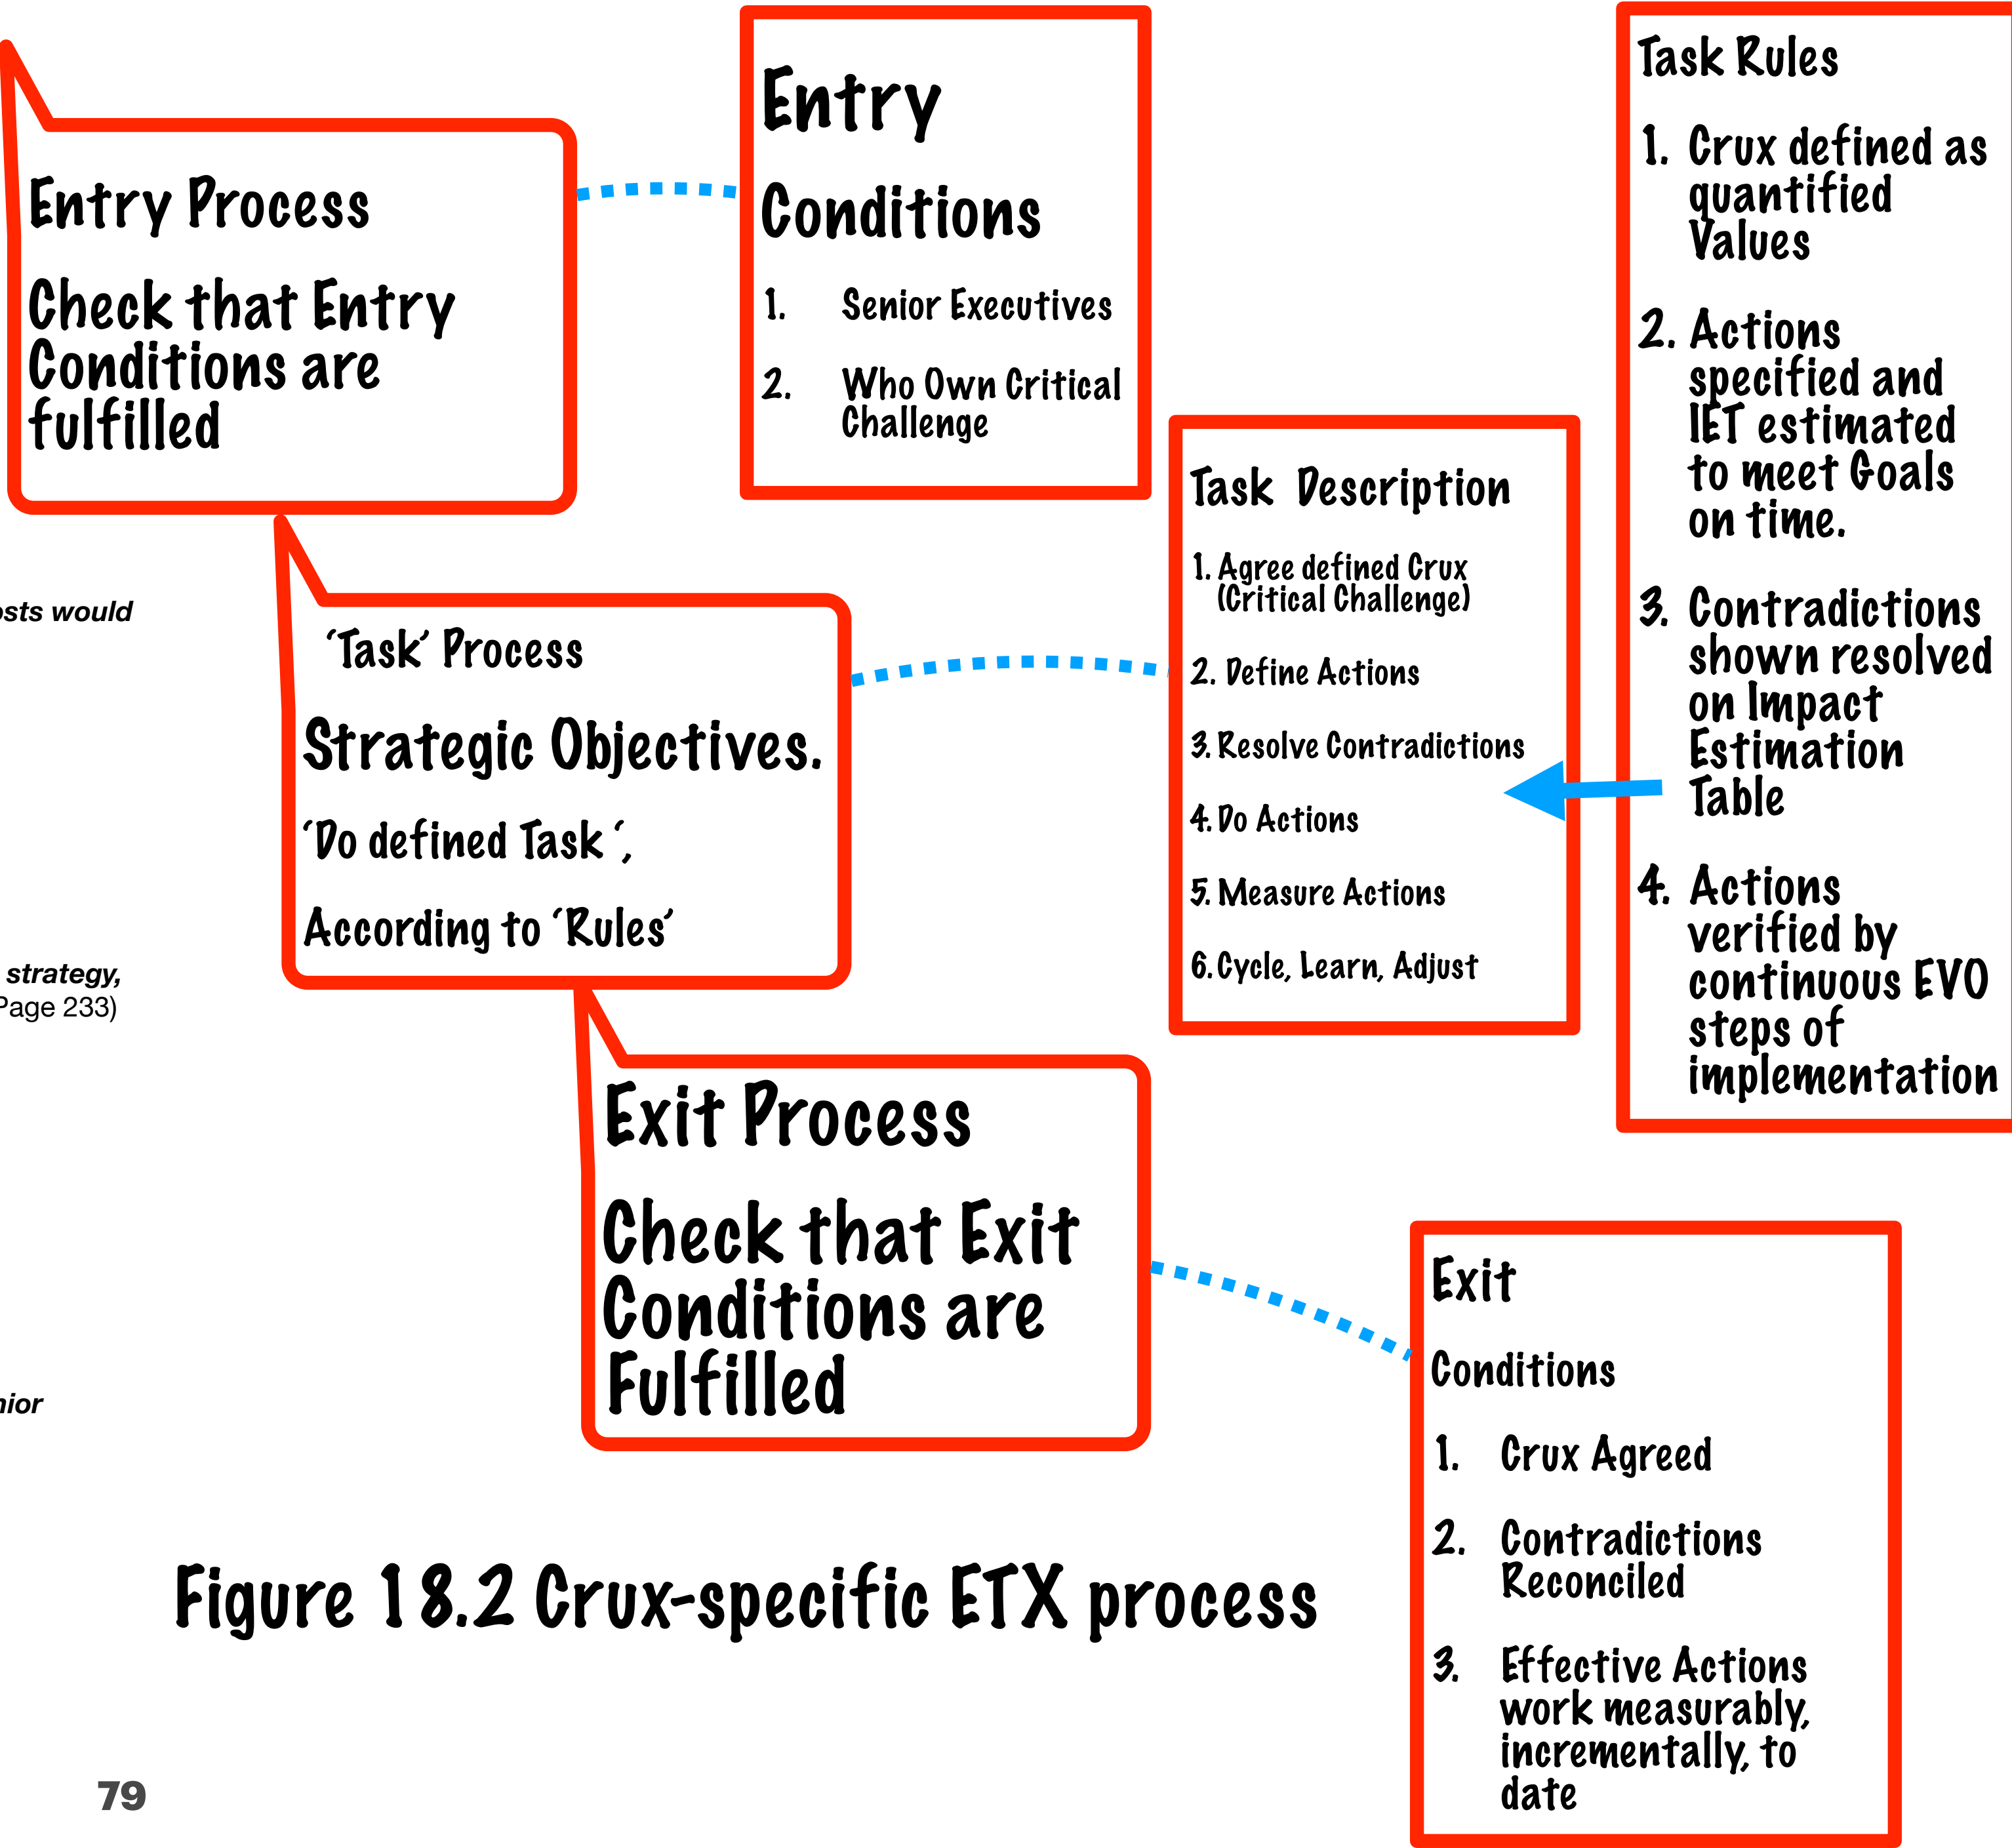 Entry Process
Check that Entry
Conditions are
fulfilled
Entry
Conditions
1. Senior Executives
2. Who Own Critical
Challenge
Task Rules
1. Crux defined as
quantified
Values
2. Actions
specified and
IET estimated
to meet Goals
on time.
3. Contradictions
shown resolved
on Impact
Estimation
Table
4. Actions
verified by
continuous EVO
steps of
implementation
Task Description
1. Agree defined Crux
(Critical Challenge)
2. Define Actions
3. Resolve Contradictions
4. Do Actions
5. Measure Actions
6. Cycle, Learn, Adjust
would
‘Task’ Process
Strategic Objectives.
‘Do defined Task ‘,
According to ‘Rules’
strategy,
Page 233)
Exit Process
Check that Exit
Conditions are
Fulfilled
Exit
Conditions
1. Crux Agreed
2. Contradictions
Reconciled
3. Effective Actions
work measurably,
incrementally, to
date
Figure 18.2 Crux-specific ETX process
79